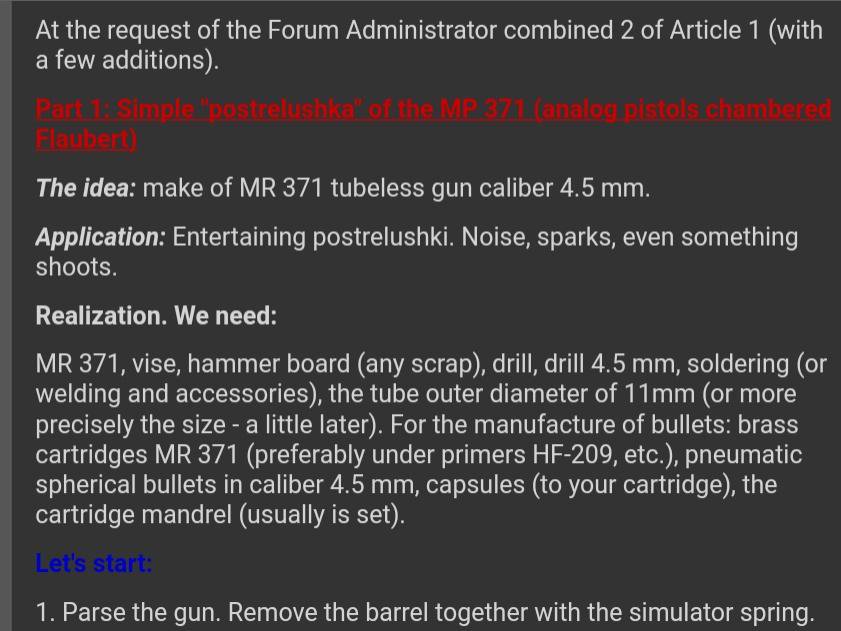 At the request of the Forum Administrator combined 2 of Article 1 (with
a few additions).
Part 1: Simple "postrelushka" of the MP 371 (analog pistols chambered
Flaubert)
The idea: make of MR 371 tubeless gun caliber 4.5 mm.
Application: Entertaining postrelushki. Noise, sparks, even something
shoots.
Realization. We need:
MR 371, vise, hammer board (any scrap), drill, drill 4.5 mm, soldering (or
welding and accessories), the tube outer diameter of 11mm (or more
precisely the size - a little later). For the manufacture of bullets: brass
cartridges MR 371 (preferably under primers HF-209, etc.), pneumatic
spherical bullets in caliber 4.5 mm, capsules (to your cartridge), the
cartridge mandrel (usually is set).
Let's start:
1. Parse the gun. Remove the barrel together with the simulator spring.